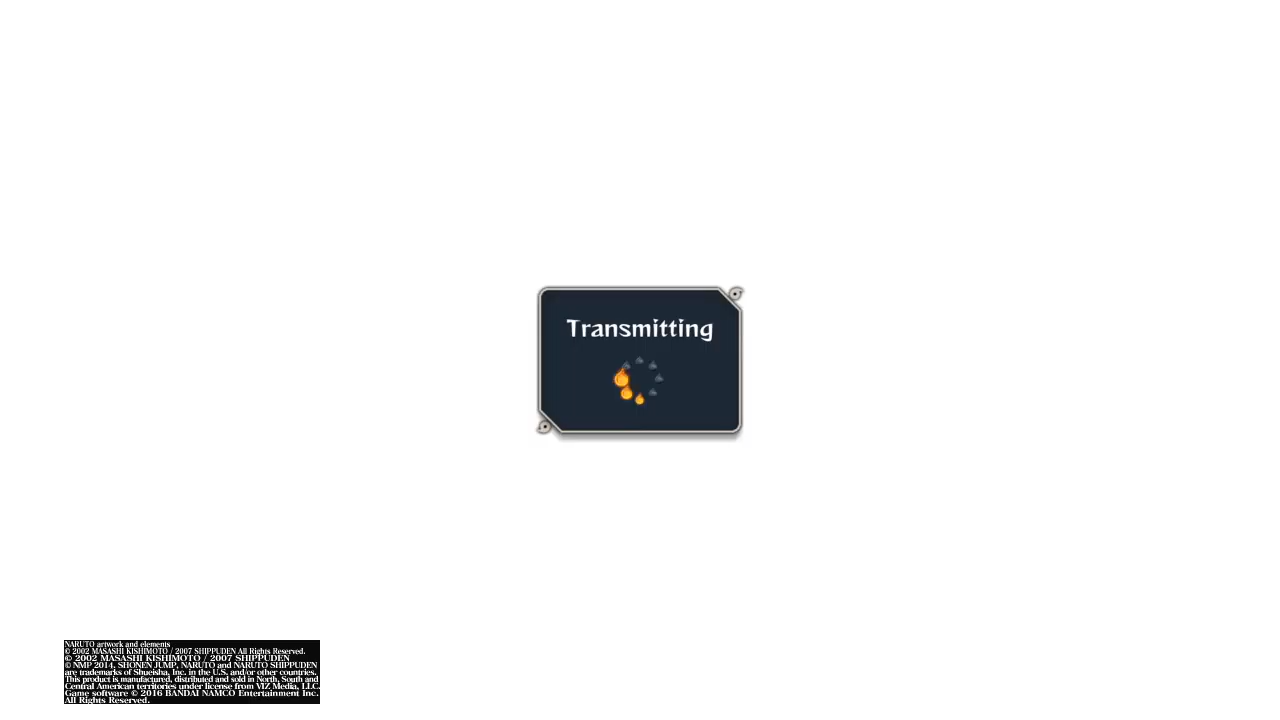 Transmitting
NARUTO artwork and elements
© 2002 MASASHI KISHIMOTO / 2007 SHIPPUDEN All Rights Reserved.
© 2002 MASASHI KISHIMOTO / 2007 SHIPPUDEN
© NMP 2014, SHONEN JUMP, NARUTO and NARUTO SHIPPUDEN
are trademarks of Shueisha, Inc. in the U.S. and/or other countries.
This product is manufactured, distributed and sold in North, South and
Central American territories under license from VIZ Media, LLC.
Game software © 2016 BANDAI NAMCO Entertainment Inc.
All Rights Reserved.